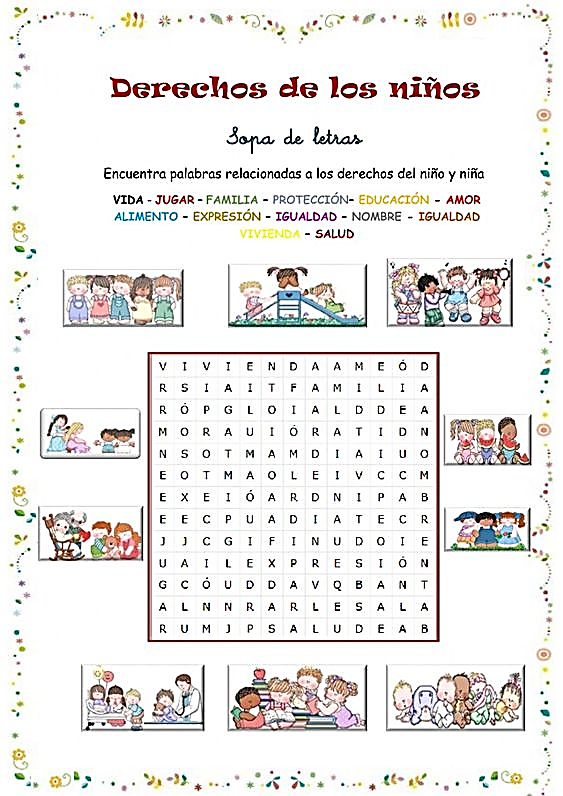 Derechos de los niños
Sopa de letras
Encuentra palabras relacionadas a los derechos del niño y niña
VIDA - JUGAR - FAMILIA - PROTECCIÓN- EDUCACIÓN - AMOR
ALIMENTO - EXPRESIÓN - IGUALDAD - NOMBRE - IGUALDAD
VIVIENDA - SALUD
V I V I E N D A A M E Ó D
R S I A I T F A M I L I A
R Ó P G L O I A L D D E A
M O R A U I Ó R A T I D N
N S O T M A M D I A I U O
E O T M A O L E I V C C M
E X E I Ó A R D N I P A B
E E C P U A D I A T E C R
J J C G I F I N U D O I E
U A I L E X P R E S I Ó N
G C Ó U D D A V Q B A N T
A L N N R A R L E S A L A
R U M J P S A L U D E A B